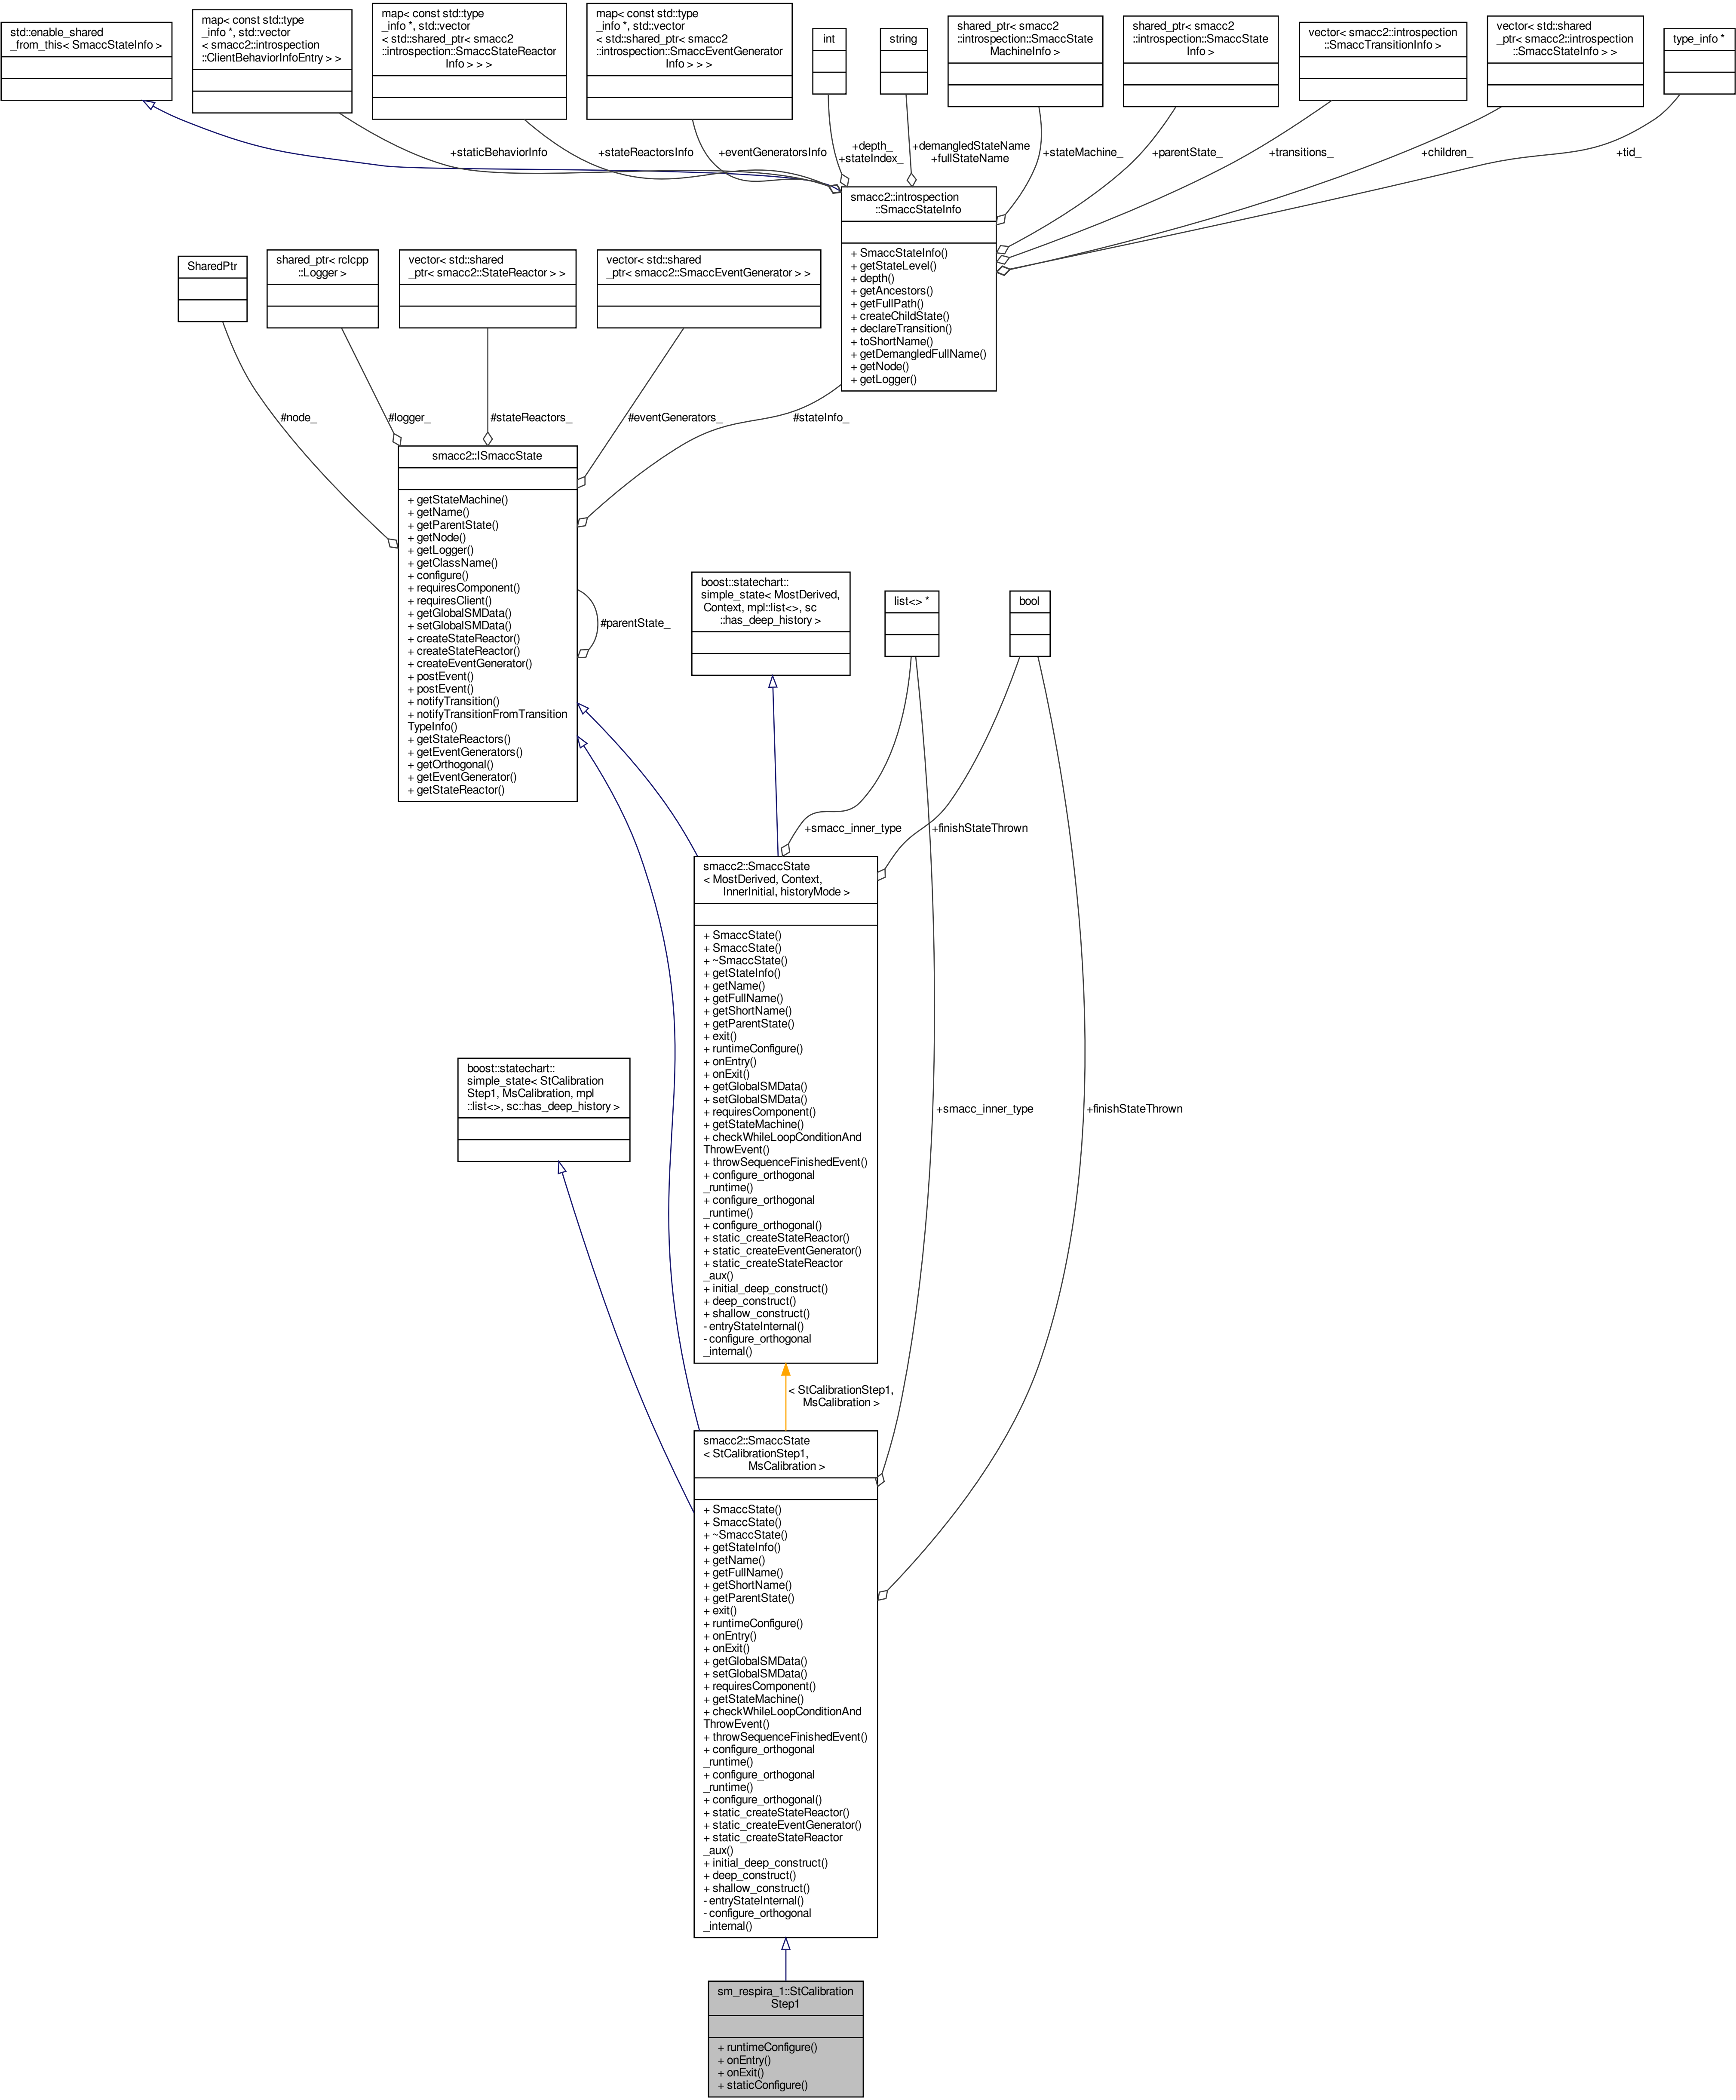 std::enable_shared
_from_this< SmaccStateInfo >
map< const std::type
_info *, std::vector
< smacc2::introspection
::ClientBehaviorInfoEntry > >
map< const std::type
_info *, std::vector
< std::shared_ptr< smacc2
::introspection::SmaccStateReactor
Info > > >
map< const std::type
_info *, std::vector
< std::shared_ptr< smacc2
::introspection::SmaccEventGenerator
Info > > >
int
string
shared_ptr< smacc2
::introspection::SmaccState
MachineInfo >
shared_ptr< smacc2
::introspection::SmaccState
Info >
vector< smacc2::introspection
::SmaccTransitionInfo >
vector< std::shared
_ptr< smacc2::introspection
::SmaccStateInfo > >
type_info *
+staticBehaviorInfo
+stateReactorsInfo
+eventGeneratorsInfo
+depth_
+stateIndex_
+demangledStateName
+fullStateName
+stateMachine_
+parentState_
+transitions_
+children_
+tid_
smacc2::introspection
::SmaccStateInfo
+ SmaccStateInfo()
+ getStateLevel()
+ depth()
+ getAncestors()
+ getFullPath()
+ createChildState()
+ declareTransition()
+ toShortName()
+ getDemangledFullName()
+ getNode()
+ getLogger()
SharedPtr
shared_ptr< rclcpp
::Logger >
vector< std::shared
_ptr< smacc2::StateReactor > >
vector< std::shared
_ptr< smacc2::SmaccEventGenerator > >
#node_
#logger_
#stateReactors_
#eventGenerators_
#stateInfo_
smacc2::ISmaccState
+ getStateMachine()
+ getName()
+ getParentState()
+ getNode()
+ getLogger()
+ getClassName()
+ configure()
+ requiresComponent()
+ requiresClient()
+ getGlobalSMData()
+ setGlobalSMData()
+ createStateReactor()
+ createStateReactor()
+ createEventGenerator()
+ postEvent()
+ postEvent()
+ notifyTransition()
+ notifyTransitionFromTransition
TypeInfo()
+ getStateReactors()
+ getEventGenerators()
+ getOrthogonal()
+ getEventGenerator()
+ getStateReactor()
#parentState_
boost::statechart::
simple_state< MostDerived,
Context, mpl::list<>, sc
::has_deep_history >
list<> *
bool
+smacc_inner_type
+finishStateThrown
smacc2::SmaccState
< MostDerived, Context,
InnerInitial, historyMode >
+ SmaccState()
+ SmaccState()
+ ~SmaccState()
+ getStateInfo()
+ getName()
+ getFullName()
+ getShortName()
+ getParentState()
+ exit()
+ runtimeConfigure()
+ onEntry()
+ onExit()
+ getGlobalSMData()
+ setGlobalSMData()
+ requiresComponent()
+ getStateMachine()
+ checkWhileLoopConditionAnd
ThrowEvent()
+ throwSequenceFinishedEvent()
+ configure_orthogonal
_runtime()
+ configure_orthogonal
_runtime()
+ configure_orthogonal()
+ static_createStateReactor()
+ static_createEventGenerator()
+ static_createStateReactor
_aux()
+ initial_deep_construct()
+ deep_construct()
+ shallow_construct()
- entryStateInternal()
- configure_orthogonal
_internal()
boost::statechart::
simple_state< StCalibration
Step1, MsCalibration, mpl
::list<>, sc::has_deep_history >
+smacc_inner_type
+finishStateThrown
< StCalibrationStep1,
MsCalibration >
smacc2::SmaccState
< StCalibrationStep1,
MsCalibration >
+ SmaccState()
+ SmaccState()
+ ~SmaccState()
+ getStateInfo()
+ getName()
+ getFullName()
+ getShortName()
+ getParentState()
+ exit()
+ runtimeConfigure()
+ onEntry()
+ onExit()
+ getGlobalSMData()
+ setGlobalSMData()
+ requiresComponent()
+ getStateMachine()
+ checkWhileLoopConditionAnd
ThrowEvent()
+ throwSequenceFinishedEvent()
+ configure_orthogonal
_runtime()
+ configure_orthogonal
_runtime()
+ configure_orthogonal()
+ static_createStateReactor()
+ static_createEventGenerator()
+ static_createStateReactor
_aux()
+ initial_deep_construct()
+ deep_construct()
+ shallow_construct()
- entryStateInternal()
- configure_orthogonal
_internal()
sm_respira_1::StCalibration
Step1
+ runtimeConfigure()
+ onEntry()
+ onExit()
+ staticConfigure()